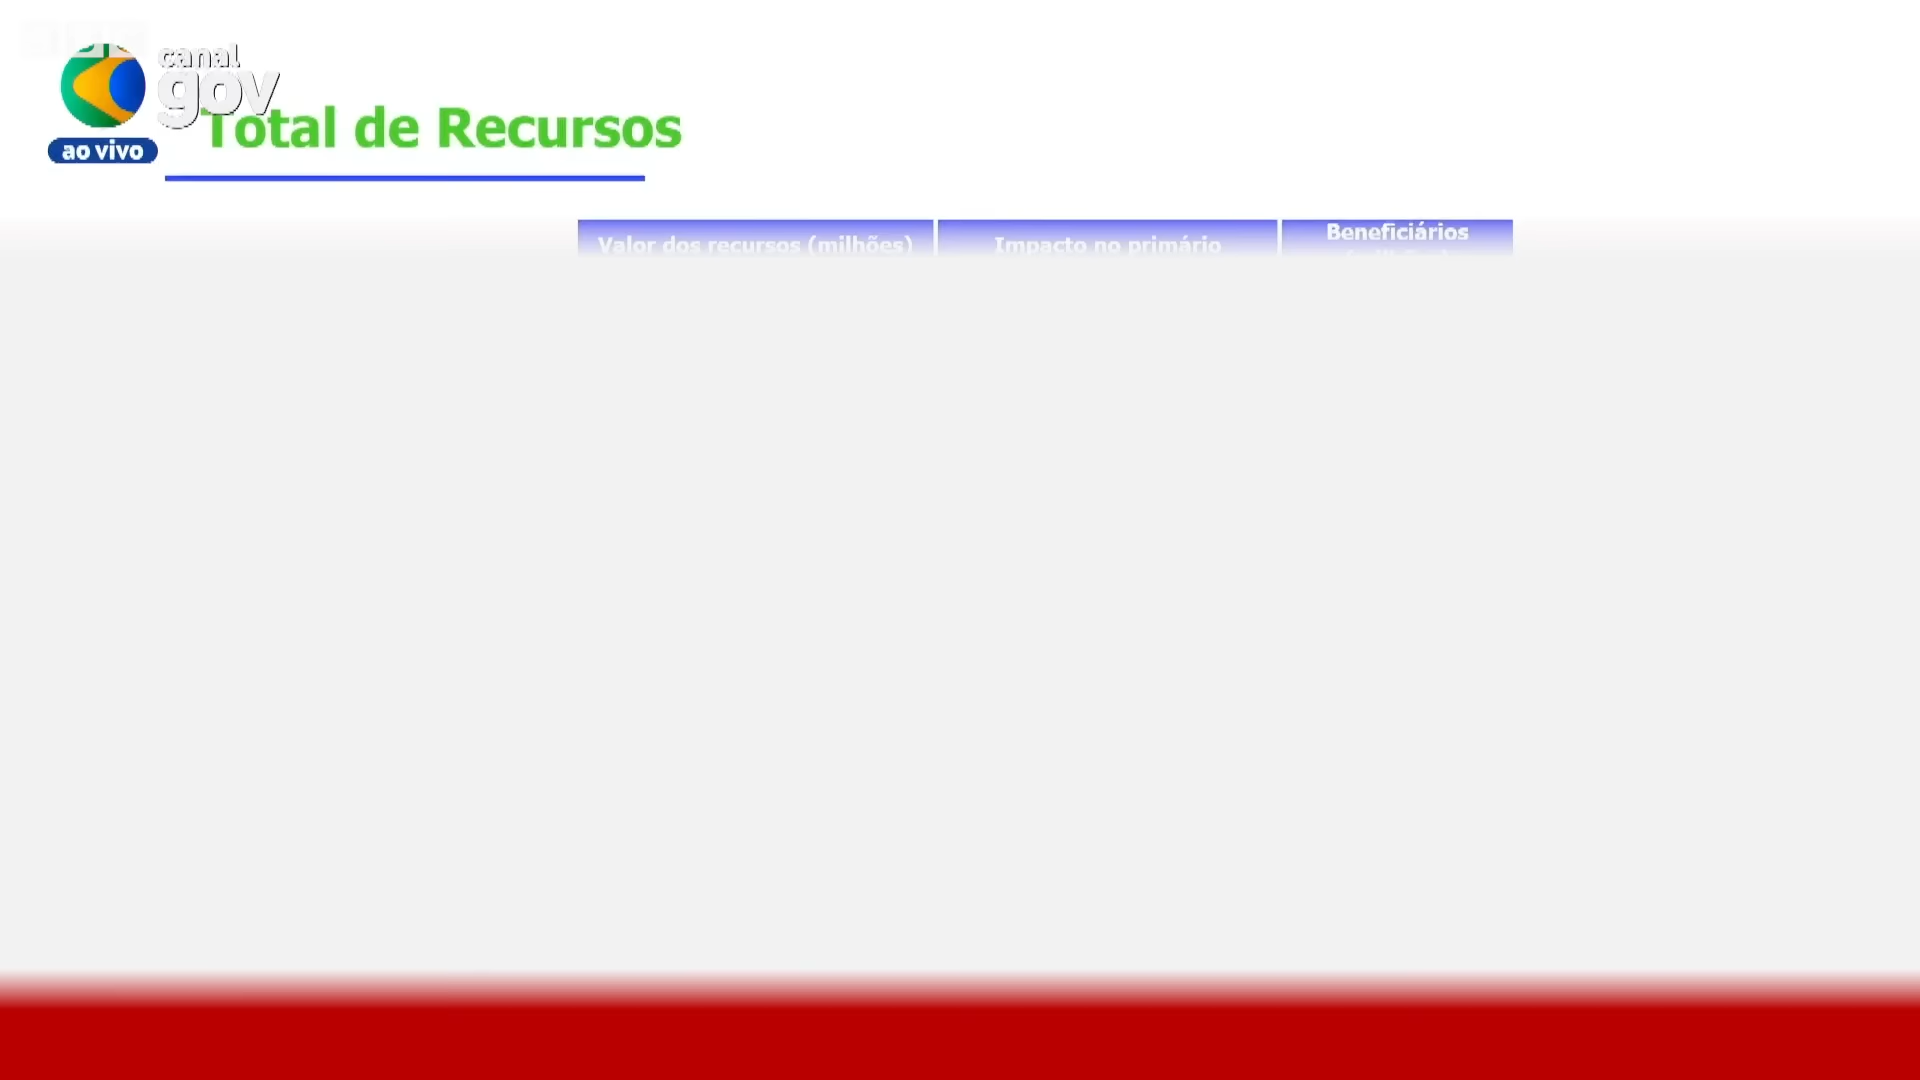 canal
gov
ao vivo
Total de Recursos
Valor dos recursos (milhões)
Impacto no primário
Beneficiários